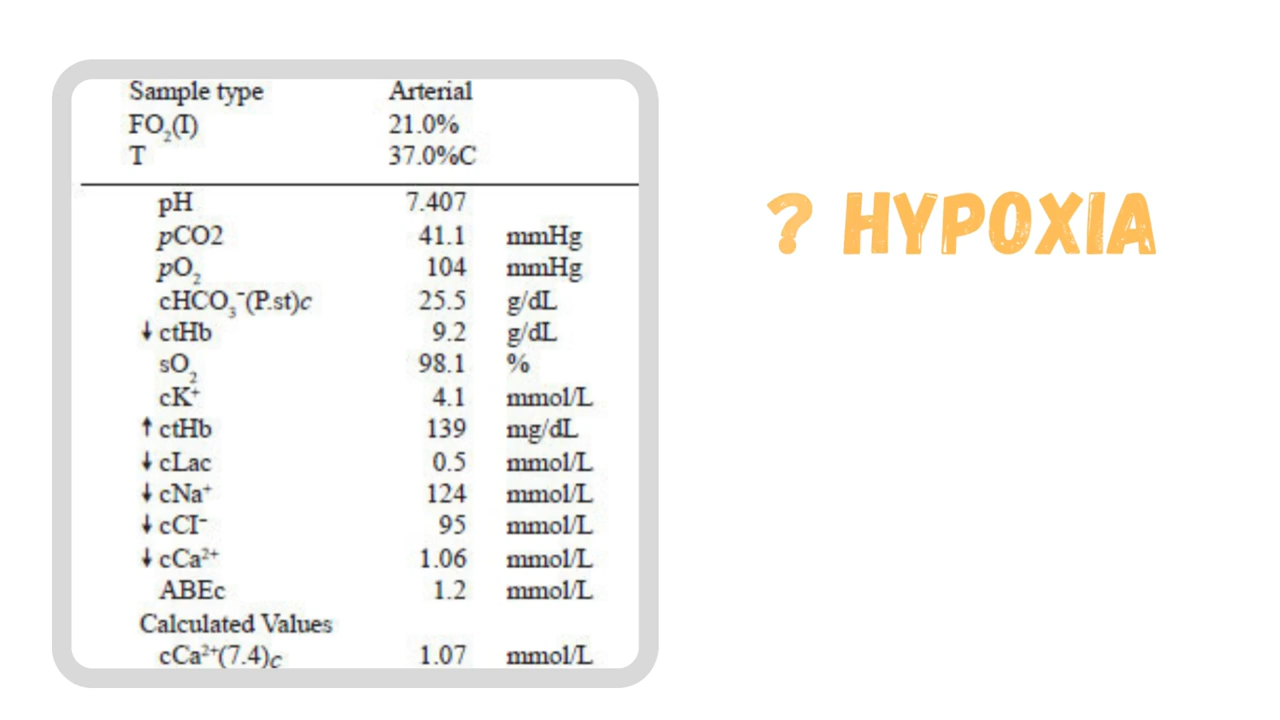 Sample type Arterial
FO₂(I) 21.0%
T 37.0%C
pH 7.407
pCO2 41.1 mmHg
pO₂ 104 mmHg
cHCO₃⁻(P.st)c 25.5 g/dL
↓ ctHb 9.2 g/dL
sO₂ 98.1 %
cK⁺ 4.1 mmol/L
↑ ctHb 139 mg/dL
↓ cLac 0.5 mmol/L
↓ cNa⁺ 124 mmol/L
↓ cCI⁻ 95 mmol/L
↓ cCa²⁺ 1.06 mmol/L
ABEc 1.2 mmol/L
Calculated Values
cCa²⁺(7.4)c 1.07 mmol/L
? HYPOXIA